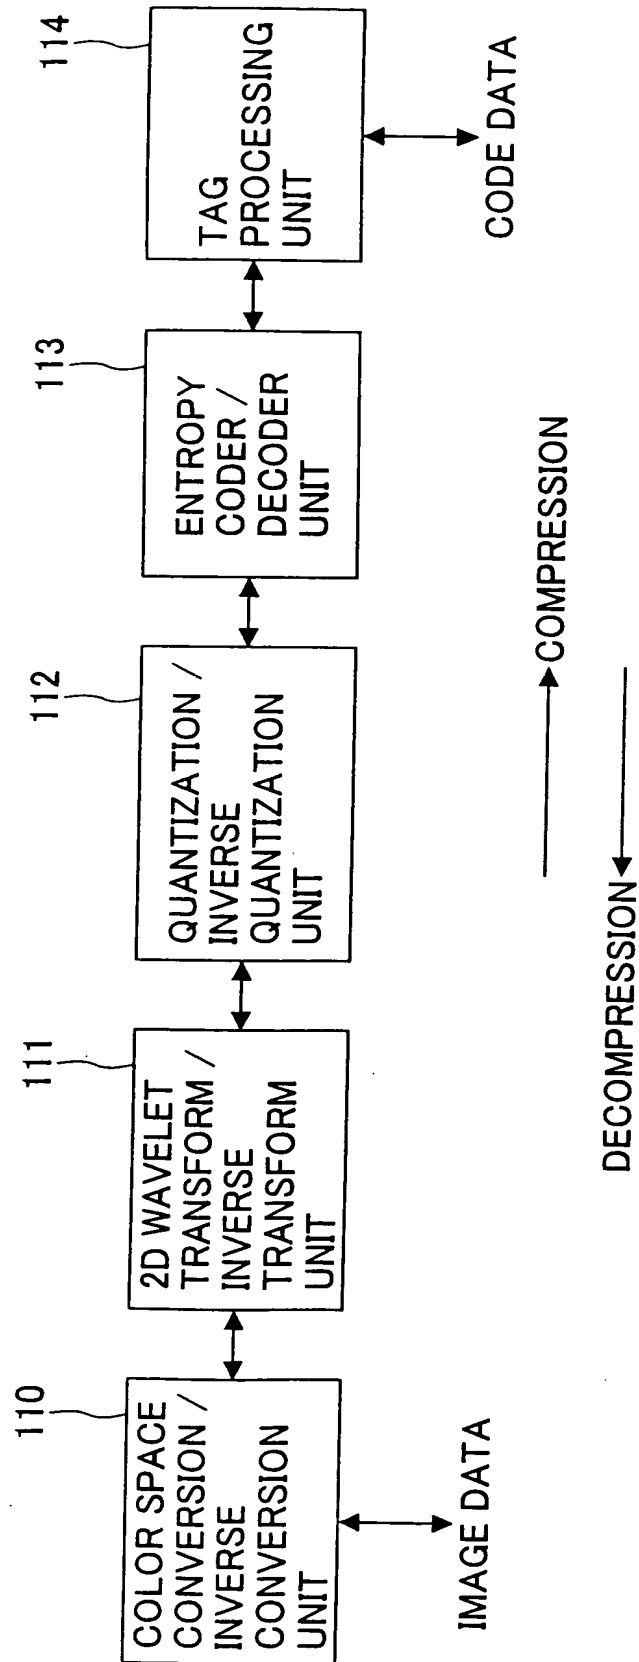 110
COLOR SPACE
CONVERSION /
INVERSE
CONVERSION
UNIT
IMAGE DATA
111
2D WAVELET
TRANSFORM /
INVERSE
TRANSFORM
UNIT
112
QUANTIZATION /
INVERSE
QUANTIZATION
UNIT
113
ENTROPY
CODER /
DECODER
UNIT
114
TAG
PROCESSING
UNIT
CODE DATA
COMPRESSION
DECOMPRESSION